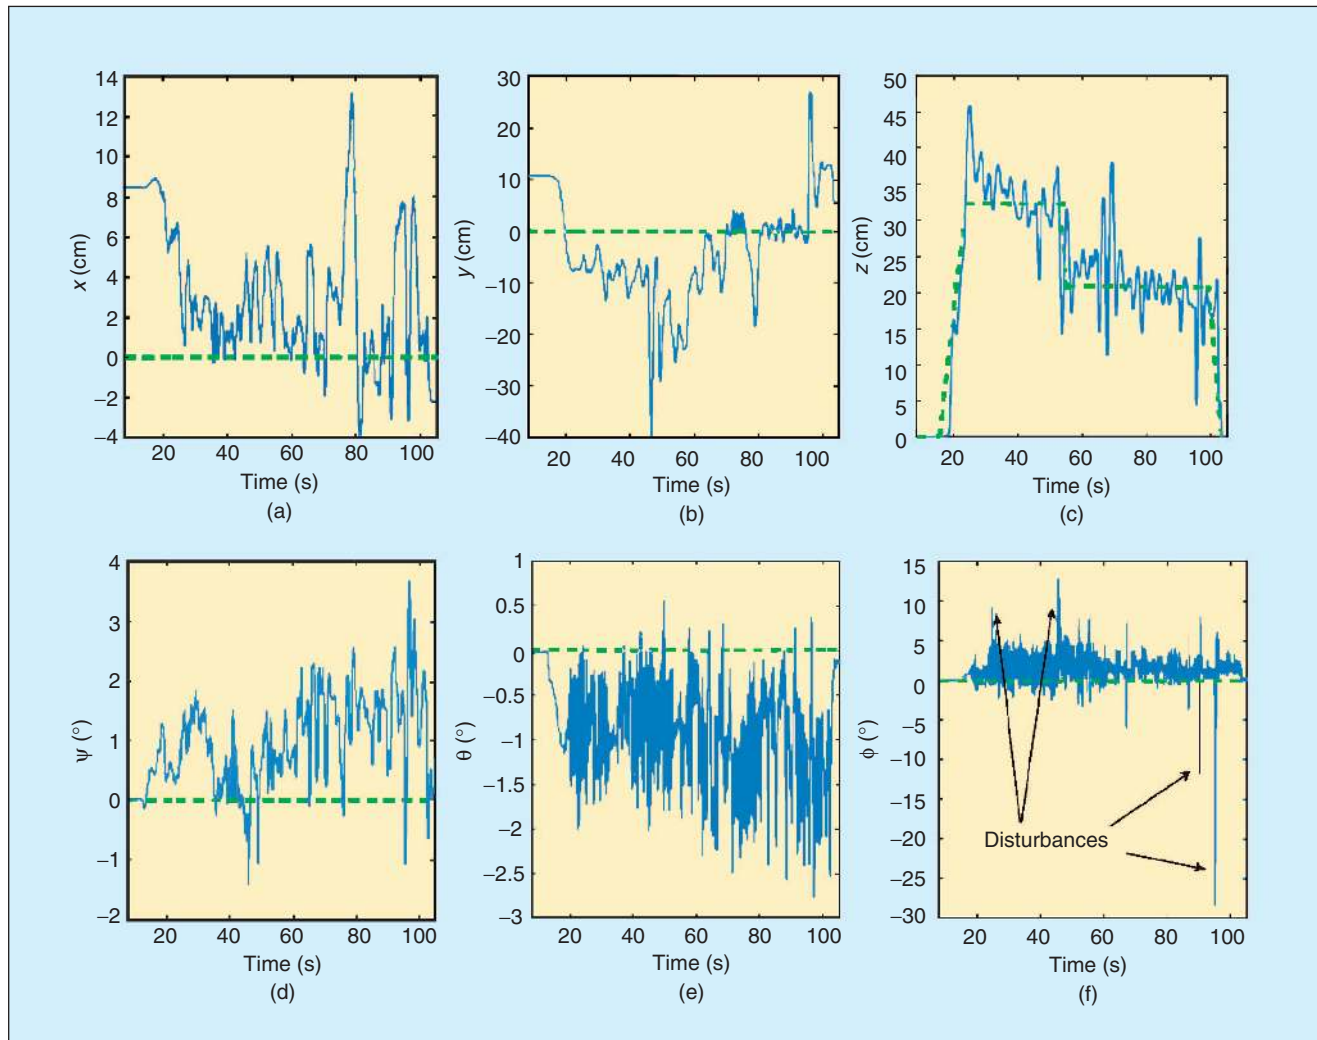 14
12
10
8
6
4
2
0
−2
−4
x (cm)
20 40 60 80 100
Time (s)
(a)
30
20
10
0
−10
−20
−30
−40
y (cm)
20 40 60 80 100
Time (s)
(b)
50
45
40
35
30
25
20
15
10
5
0
z (cm)
20 40 60 80 100
Time (s)
(c)
4
3
2
1
0
−1
−2
ψ (°)
20 40 60 80 100
Time (s)
(d)
1
0.5
0
−0.5
−1
−1.5
−2
−2.5
−3
θ (°)
20 40 60 80 100
Time (s)
(e)
15
10
5
0
−5
−10
−15
−20
−25
−30
ϕ (°)
Disturbances
20 40 60 80 100
Time (s)
(f)